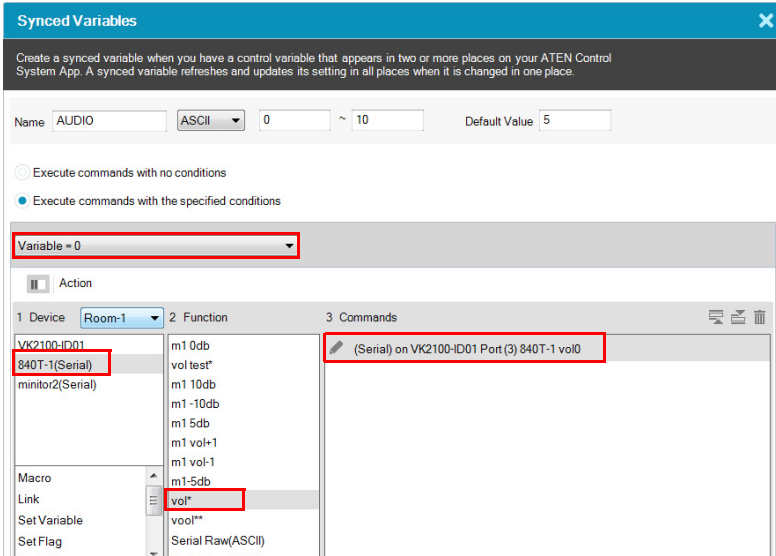 Synced Variables
Create a synced variable when you have a control variable that appears in two or more places on your ATEN Control
System App. A synced variable refreshes and updates its setting in all places when it is changed in one place.
Name AUDIO ASCII 0 ~ 10 Default Value 5
Execute commands with no conditions
Execute commands with the specified conditions
Variable = 0
Action
1 Device Room-1 2 Function 3 Commands
VK2100-ID01
840T-1(Serial)
minitor2(Serial)
Macro
Link
Set Variable
Set Flag
m1 0db
vol test*
m1 10db
m1 -10db
m1 5db
m1 vol+1
m1 vol-1
m1-5db
vol*
vool**
Serial Raw(ASCII)
(Serial) on VK2100-ID01 Port (3) 840T-1 vol0